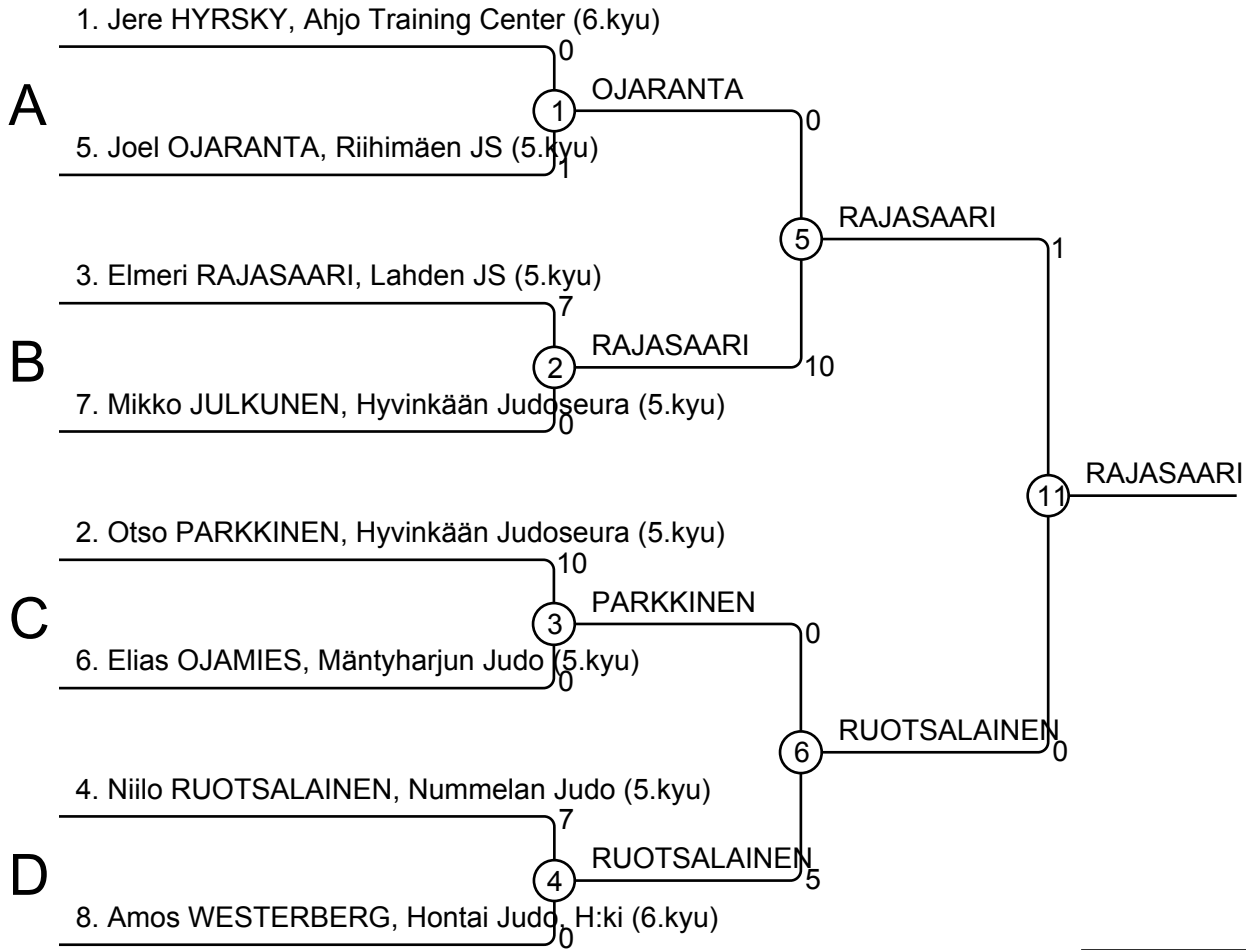 1. Jere HYRSKY, Ahjo Training Center (6.kyu)
0
A
1
OJARANTA
0
5. Joel OJARANTA, Riihimäen JS (5.kyu)
1
5
RAJASAARI
1
3. Elmeri RAJASAARI, Lahden JS (5.kyu)
7
B
2
RAJASAARI
10
7. Mikko JULKUNEN, Hyvinkään Judoseura (5.kyu)
0
11
RAJASAARI
2. Otso PARKKINEN, Hyvinkään Judoseura (5.kyu)
10
C
3
PARKKINEN
0
6. Elias OJAMIES, Mäntyharjun Judo (5.kyu)
0
6
RUOTSALAINEN
0
4. Niilo RUOTSALAINEN, Nummelan Judo (5.kyu)
7
D
4
RUOTSALAINEN
5
8. Amos WESTERBERG, Hontai Judo, H:ki (6.kyu)
0